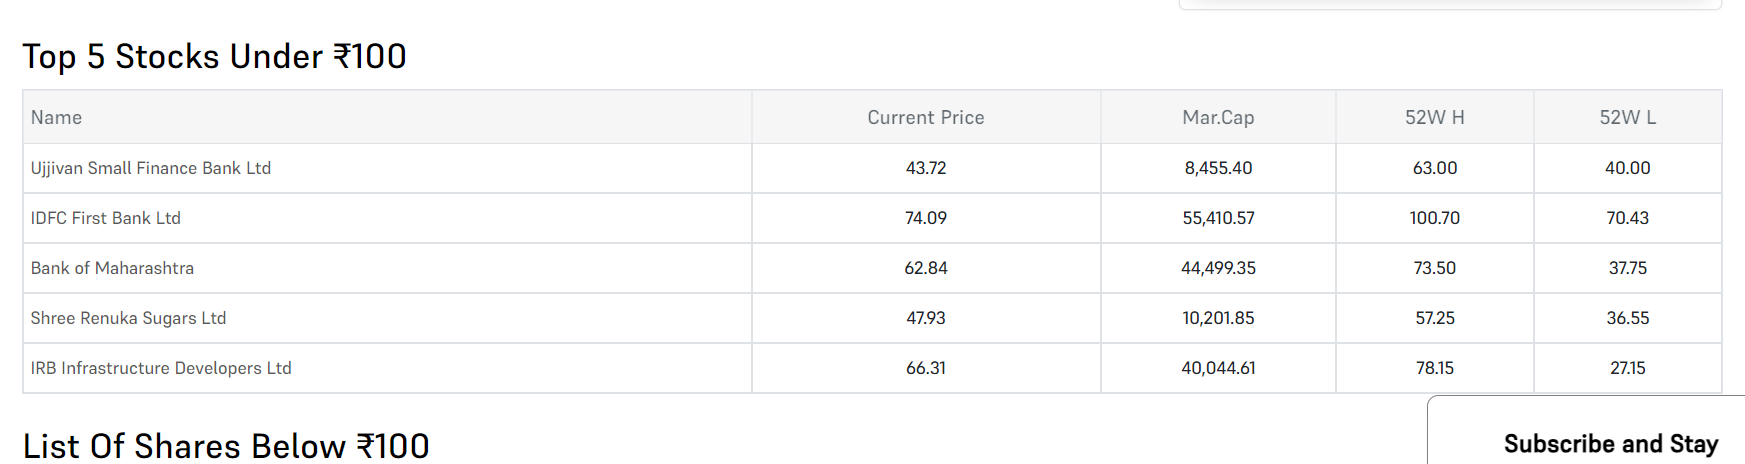 Top 5 Stocks Under ₹100
Name Current Price Mar.Cap 52W H 52W L
Ujjivan Small Finance Bank Ltd 43.72 8,455.40 63.00 40.00
IDFC First Bank Ltd 74.09 55,410.57 100.70 70.43
Bank of Maharashtra 62.84 44,499.35 73.50 37.75
Shree Renuka Sugars Ltd 47.93 10,201.85 57.25 36.55
IRB Infrastructure Developers Ltd 66.31 40,044.61 78.15 27.15
List Of Shares Below ₹100
Subscribe and Stay